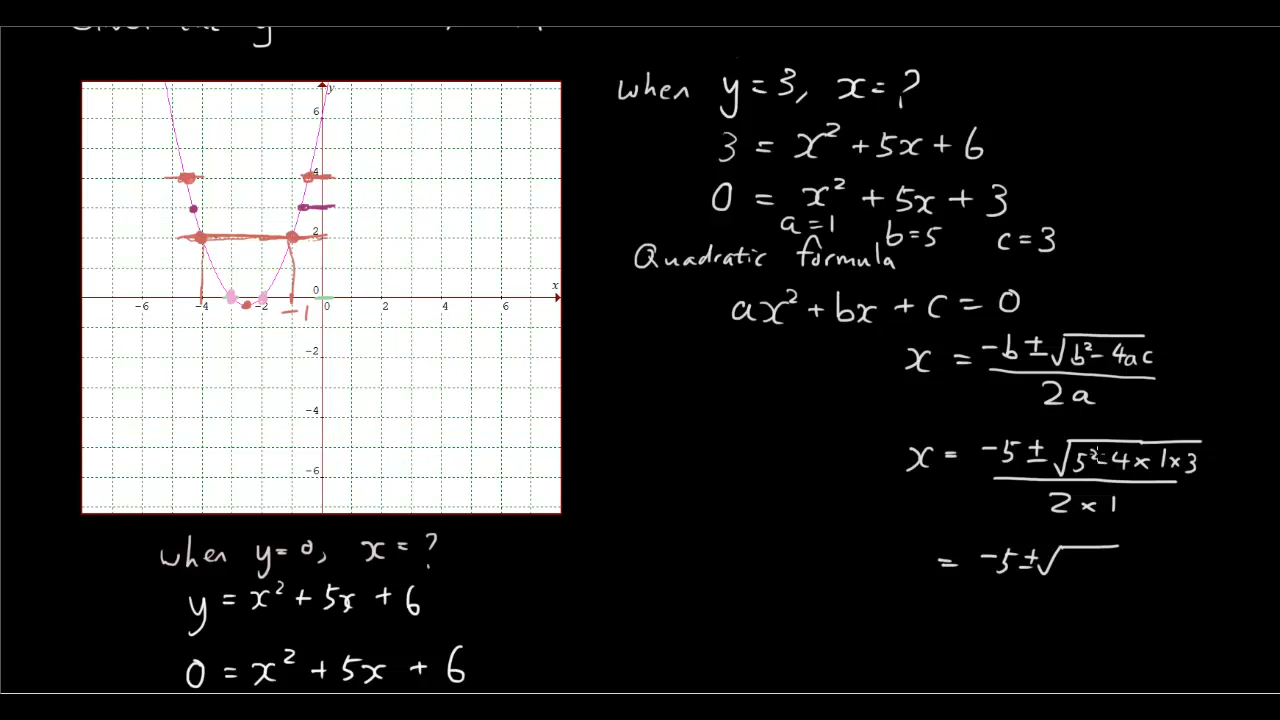 when y = 3, x = ?
3 = x² + 5x + 6
0 = x² + 5x + 3
a = 1 b = 5 c = 3
Quadratic formula
ax² + bx + c = 0
x = (-b ± √(b² - 4ac)) / 2a
x = (-5 ± √(5² - 4 × 1 × 3)) / (2 × 1)
= -5 ± √
y
6
4
2
0
x
-6 -4 -2 0 2 4 6
-1
-2
-4
-6
when y = 0, x = ?
y = x² + 5x + 6
0 = x² + 5x + 6